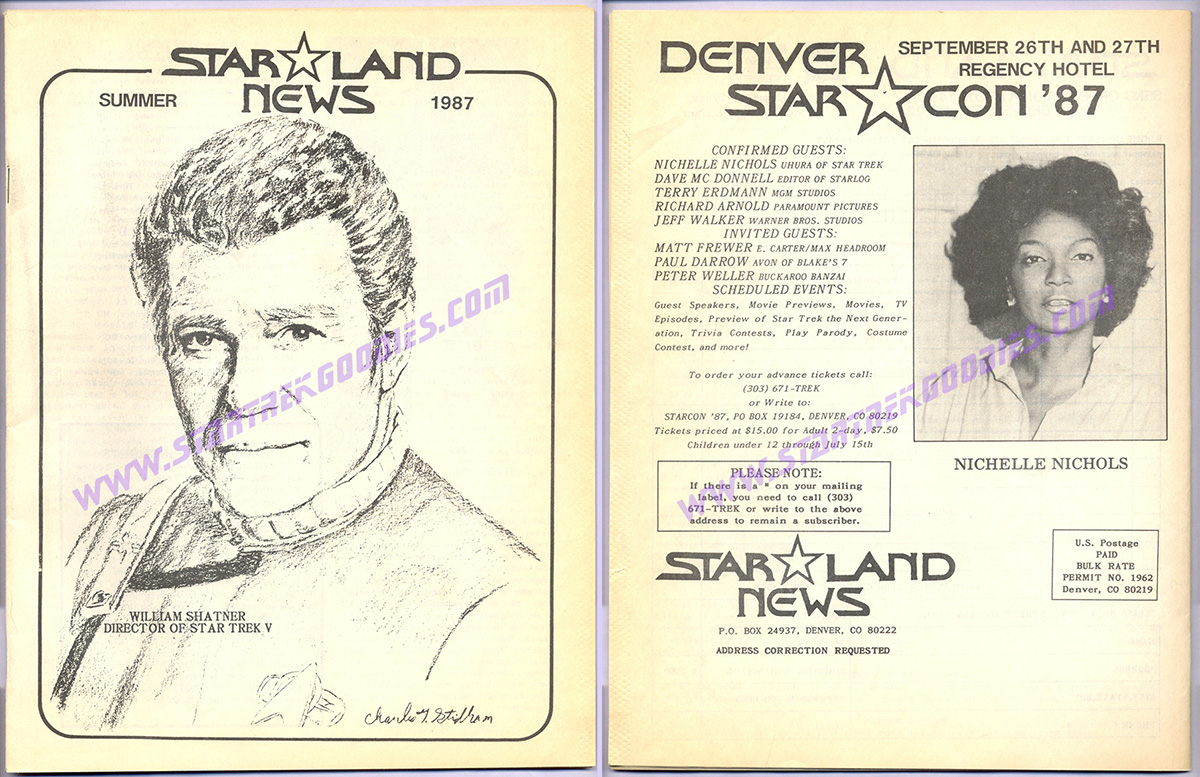 STAR LAND
NEWS
SUMMER
1987
WILLIAM SHATNER
DIRECTOR OF STAR TREK V
WWW.STARTREKGOODIES.COM
DENVER
SEPTEMBER 26TH AND 27TH
REGENCY HOTEL
STAR CON '87
CONFIRMED GUESTS:
NICHELLE NICHOLS UHURA OF STAR TREK
DAVE MC DONNELL EDITOR OF STARLOG
TERRY ERDMANN MGM STUDIOS
RICHARD ARNOLD PARAMOUNT PICTURES
JEFF WALKER WARNER BROS. STUDIOS
INVITED GUESTS:
MATT FREWER E. CARTER/MAX HEADROOM
PAUL DARROW AVON OF BLAKE'S 7
PETER WELLER BUCKAROO BANZAI
SCHEDULED EVENTS:
Guest Speakers, Movie Previews, Movies, TV
Episodes, Preview of Star Trek the Next Gener-
ation, Trivia Contests, Play Parody, Costume
Contest, and more!
To order your advance tickets call:
(303) 671-TREK
or Write to:
STARCON '87, PO BOX 19184, DENVER, CO 80219
Tickets priced at $15.00 for Adult 2-day, $7.50
Children under 12 through July 15th
NICHELLE NICHOLS
PLEASE NOTE:
If there is a * on your mailing
label, you need to call (303)
671-TREK or write to the above
address to remain a subscriber.
STAR LAND
NEWS
P.O. BOX 24937, DENVER, CO 80222
ADDRESS CORRECTION REQUESTED
U.S. Postage
PAID
BULK RATE
PERMIT NO. 1962
Denver, CO 80219
WWW.STARTREKGOODIES.COM